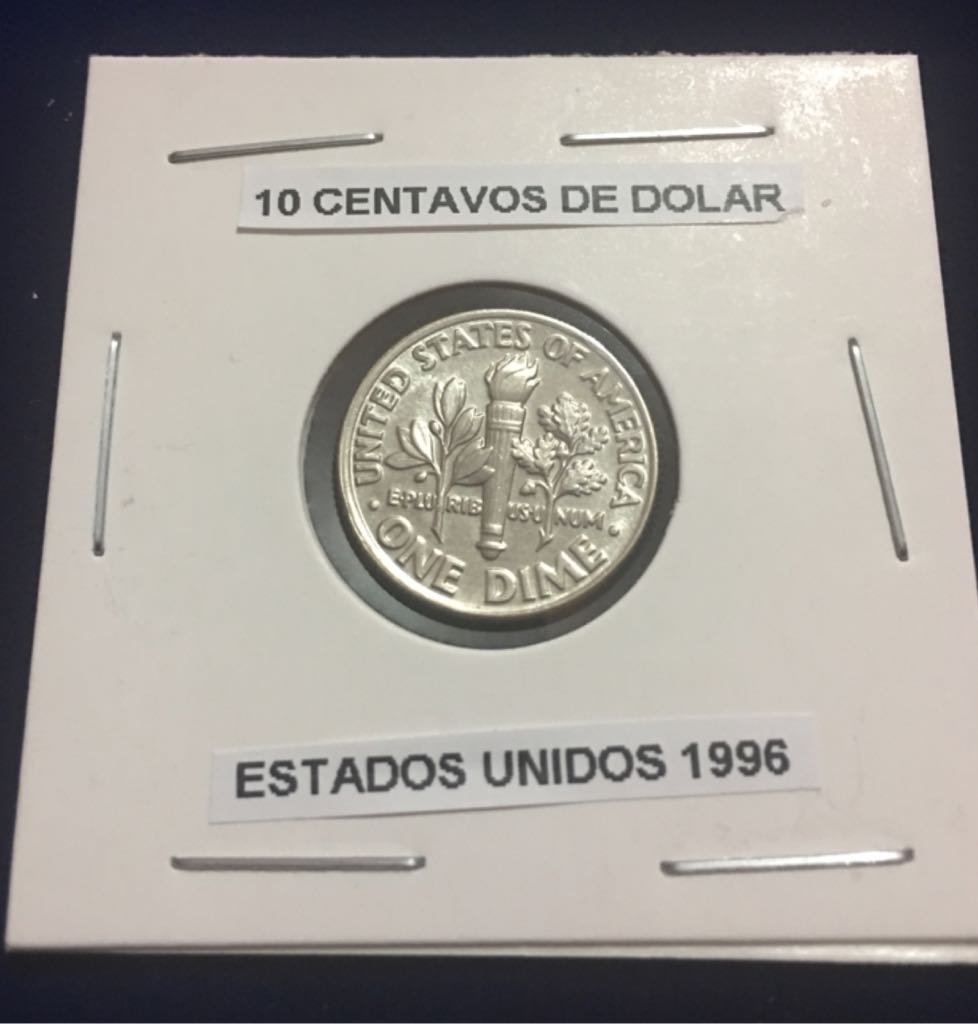 10 CENTAVOS DE DOLAR
UNITED STATES OF AMERICA
E·PLURIBUS·UNUM
· ONE DIME ·
ESTADOS UNIDOS 1996